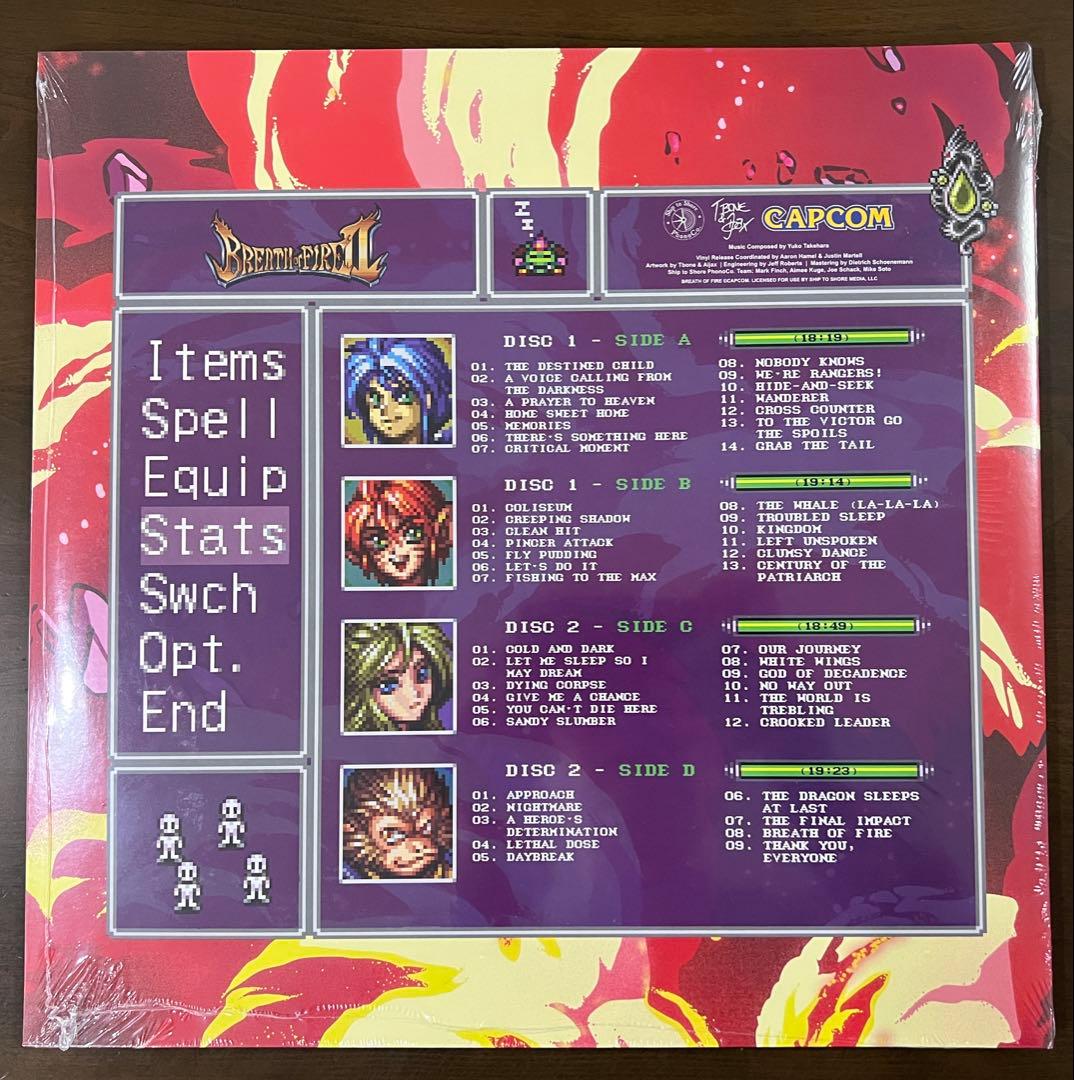 BREATH of FIRE II
Z
Z
Ship to Shore
PhonoCo.
TBONE
& AJAX
CAPCOM
Music Composed by Yuko Takehara
Vinyl Release Coordinated by Aaron Hamel & Justin Martell
Artwork by Tbone & Aijax | Engineering by Jeff Roberts | Mastering by Dietrich Schoenemann
Ship to Shore PhonoCo. Team: Mark Finch, Aimee Kuge, Joe Schack, Mike Soto
BREATH OF FIRE ©CAPCOM. LICENSED FOR USE BY SHIP TO SHORE MEDIA, LLC
Items
Spell
Equip
Stats
Swch
Opt.
End
DISC 1 - SIDE A
(18:19)
01. THE DESTINED CHILD
02. A VOICE CALLING FROM
THE DARKNESS
03. A PRAYER TO HEAVEN
04. HOME SWEET HOME
05. MEMORIES
06. THERE'S SOMETHING HERE
07. CRITICAL MOMENT
08. NOBODY KNOWS
09. WE'RE RANGERS!
10. HIDE-AND-SEEK
11. WANDERER
12. CROSS COUNTER
13. TO THE VICTOR GO
THE SPOILS
14. GRAB THE TAIL
DISC 1 - SIDE B
(19:14)
01. COLISEUM
02. CREEPING SHADOW
03. CLEAN HIT
04. PINCER ATTACK
05. FLY PUDDING
06. LET'S DO IT
07. FISHING TO THE MAX
08. THE WHALE (LA-LA-LA)
09. TROUBLED SLEEP
10. KINGDOM
11. LEFT UNSPOKEN
12. CLUMSY DANCE
13. CENTURY OF THE
PATRIARCH
DISC 2 - SIDE C
(18:49)
01. COLD AND DARK
02. LET ME SLEEP SO I
MAY DREAM
03. DYING CORPSE
04. GIVE ME A CHANCE
05. YOU CAN'T DIE HERE
06. SANDY SLUMBER
07. OUR JOURNEY
08. WHITE WINGS
09. GOD OF DECADENCE
10. NO WAY OUT
11. THE WORLD IS
TREBLING
12. CROOKED LEADER
DISC 2 - SIDE D
(19:23)
01. APPROACH
02. NIGHTMARE
03. A HEROE'S
DETERMINATION
04. LETHAL DOSE
05. DAYBREAK
06. THE DRAGON SLEEPS
AT LAST
07. THE FINAL IMPACT
08. BREATH OF FIRE
09. THANK YOU,
EVERYONE